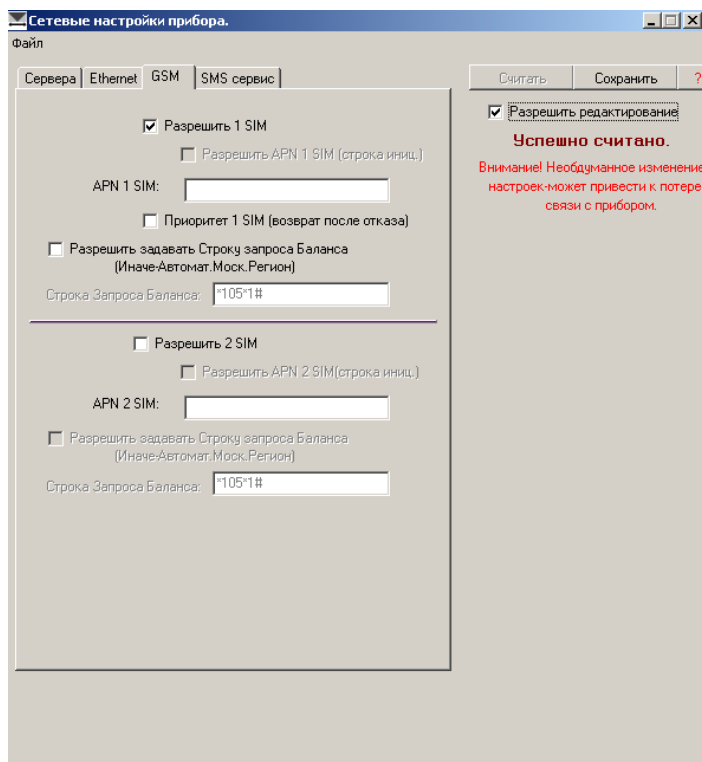 Сетевые настройки прибора.
Файл
Сервера Ethernet GSM SMS сервис
Считать Сохранить ?
Разрешить редактирование
Успешно считано.
Внимание! Необдуманное изменение
настроек-может привести к потере
связи с прибором.
Разрешить 1 SIM
Разрешить APN 1 SIM (строка иниц.)
APN 1 SIM:
Приоритет 1 SIM (возврат после отказа)
Разрешить задавать Строку запроса Баланса
(Иначе-Автомат.Моск.Регион)
Строка Запроса Баланса: *105*1#
Разрешить 2 SIM
Разрешить APN 2 SIM(строка иниц.)
APN 2 SIM:
Разрешить задавать Строку запроса Баланса
(Иначе-Автомат.Моск.Регион)
Строка Запроса Баланса: *105*1#